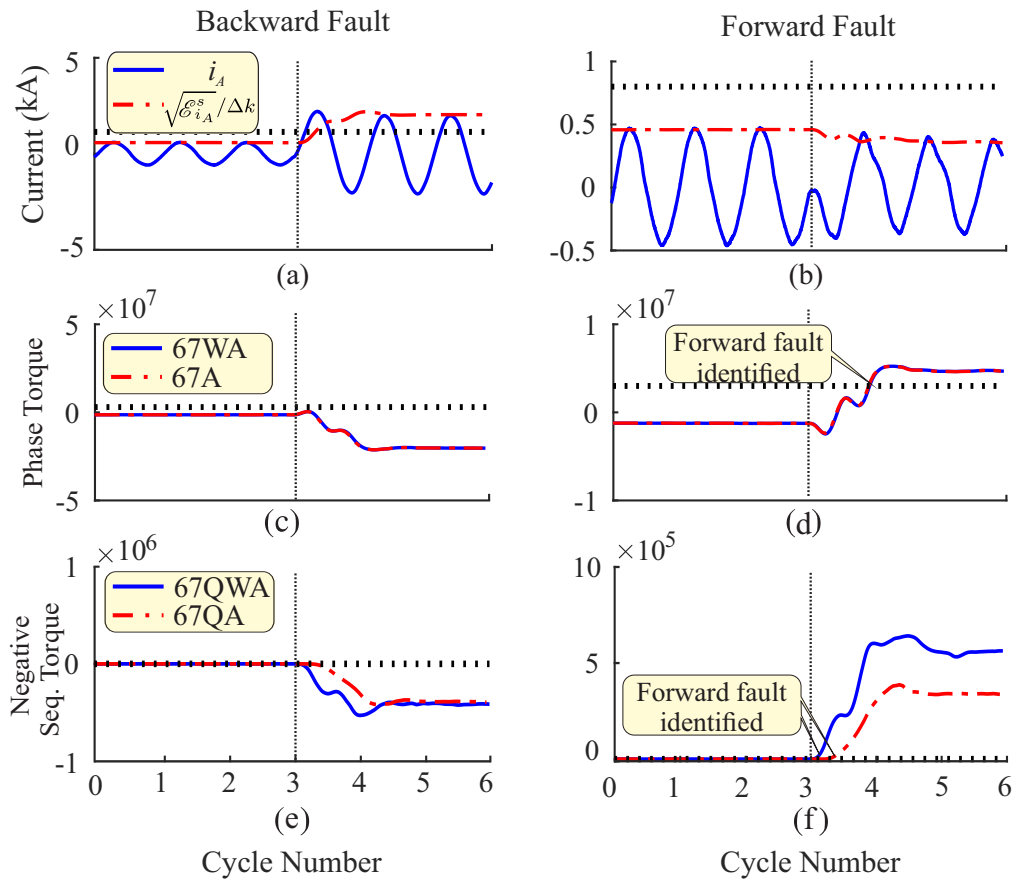 Backward Fault
Forward Fault
Current (kA)
5
0
-5
i_A
√ℰ^s_{i_A}/Δk
(a)
1
0.5
0
-0.5
(b)
×10^7
Phase Torque
5
0
-5
67WA
67A
(c)
×10^7
1
0
-1
Forward fault
identified
(d)
×10^6
Negative
Seq. Torque
1
0
-1
67QWA
67QA
0 1 2 3 4 5 6
(e)
Cycle Number
×10^5
10
5
0
Forward fault
identified
0 1 2 3 4 5 6
(f)
Cycle Number